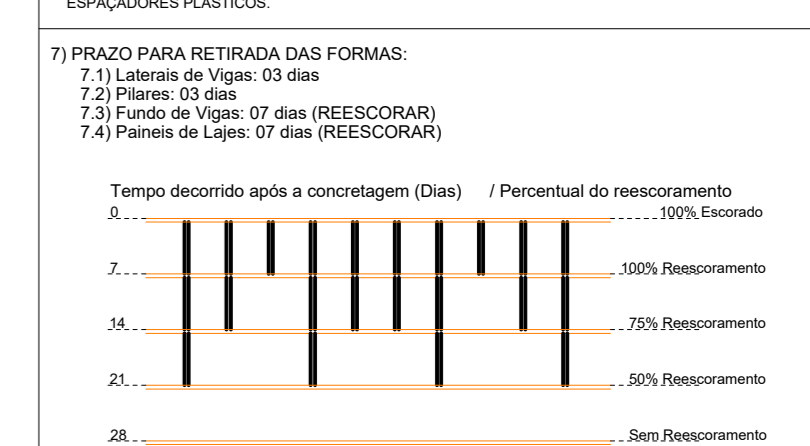 ESPAÇADORES PLÁSTICOS.
7) PRAZO PARA RETIRADA DAS FORMAS:
7.1) Laterais de Vigas: 03 dias
7.2) Pilares: 03 dias
7.3) Fundo de Vigas: 07 dias (REESCORAR)
7.4) Paineis de Lajes: 07 dias (REESCORAR)
Tempo decorrido após a concretagem (Dias) / Percentual do reescoramento
0 100% Escorado
7 100% Reescoramento
14 75% Reescoramento
21 50% Reescoramento
28 Sem Reescoramento